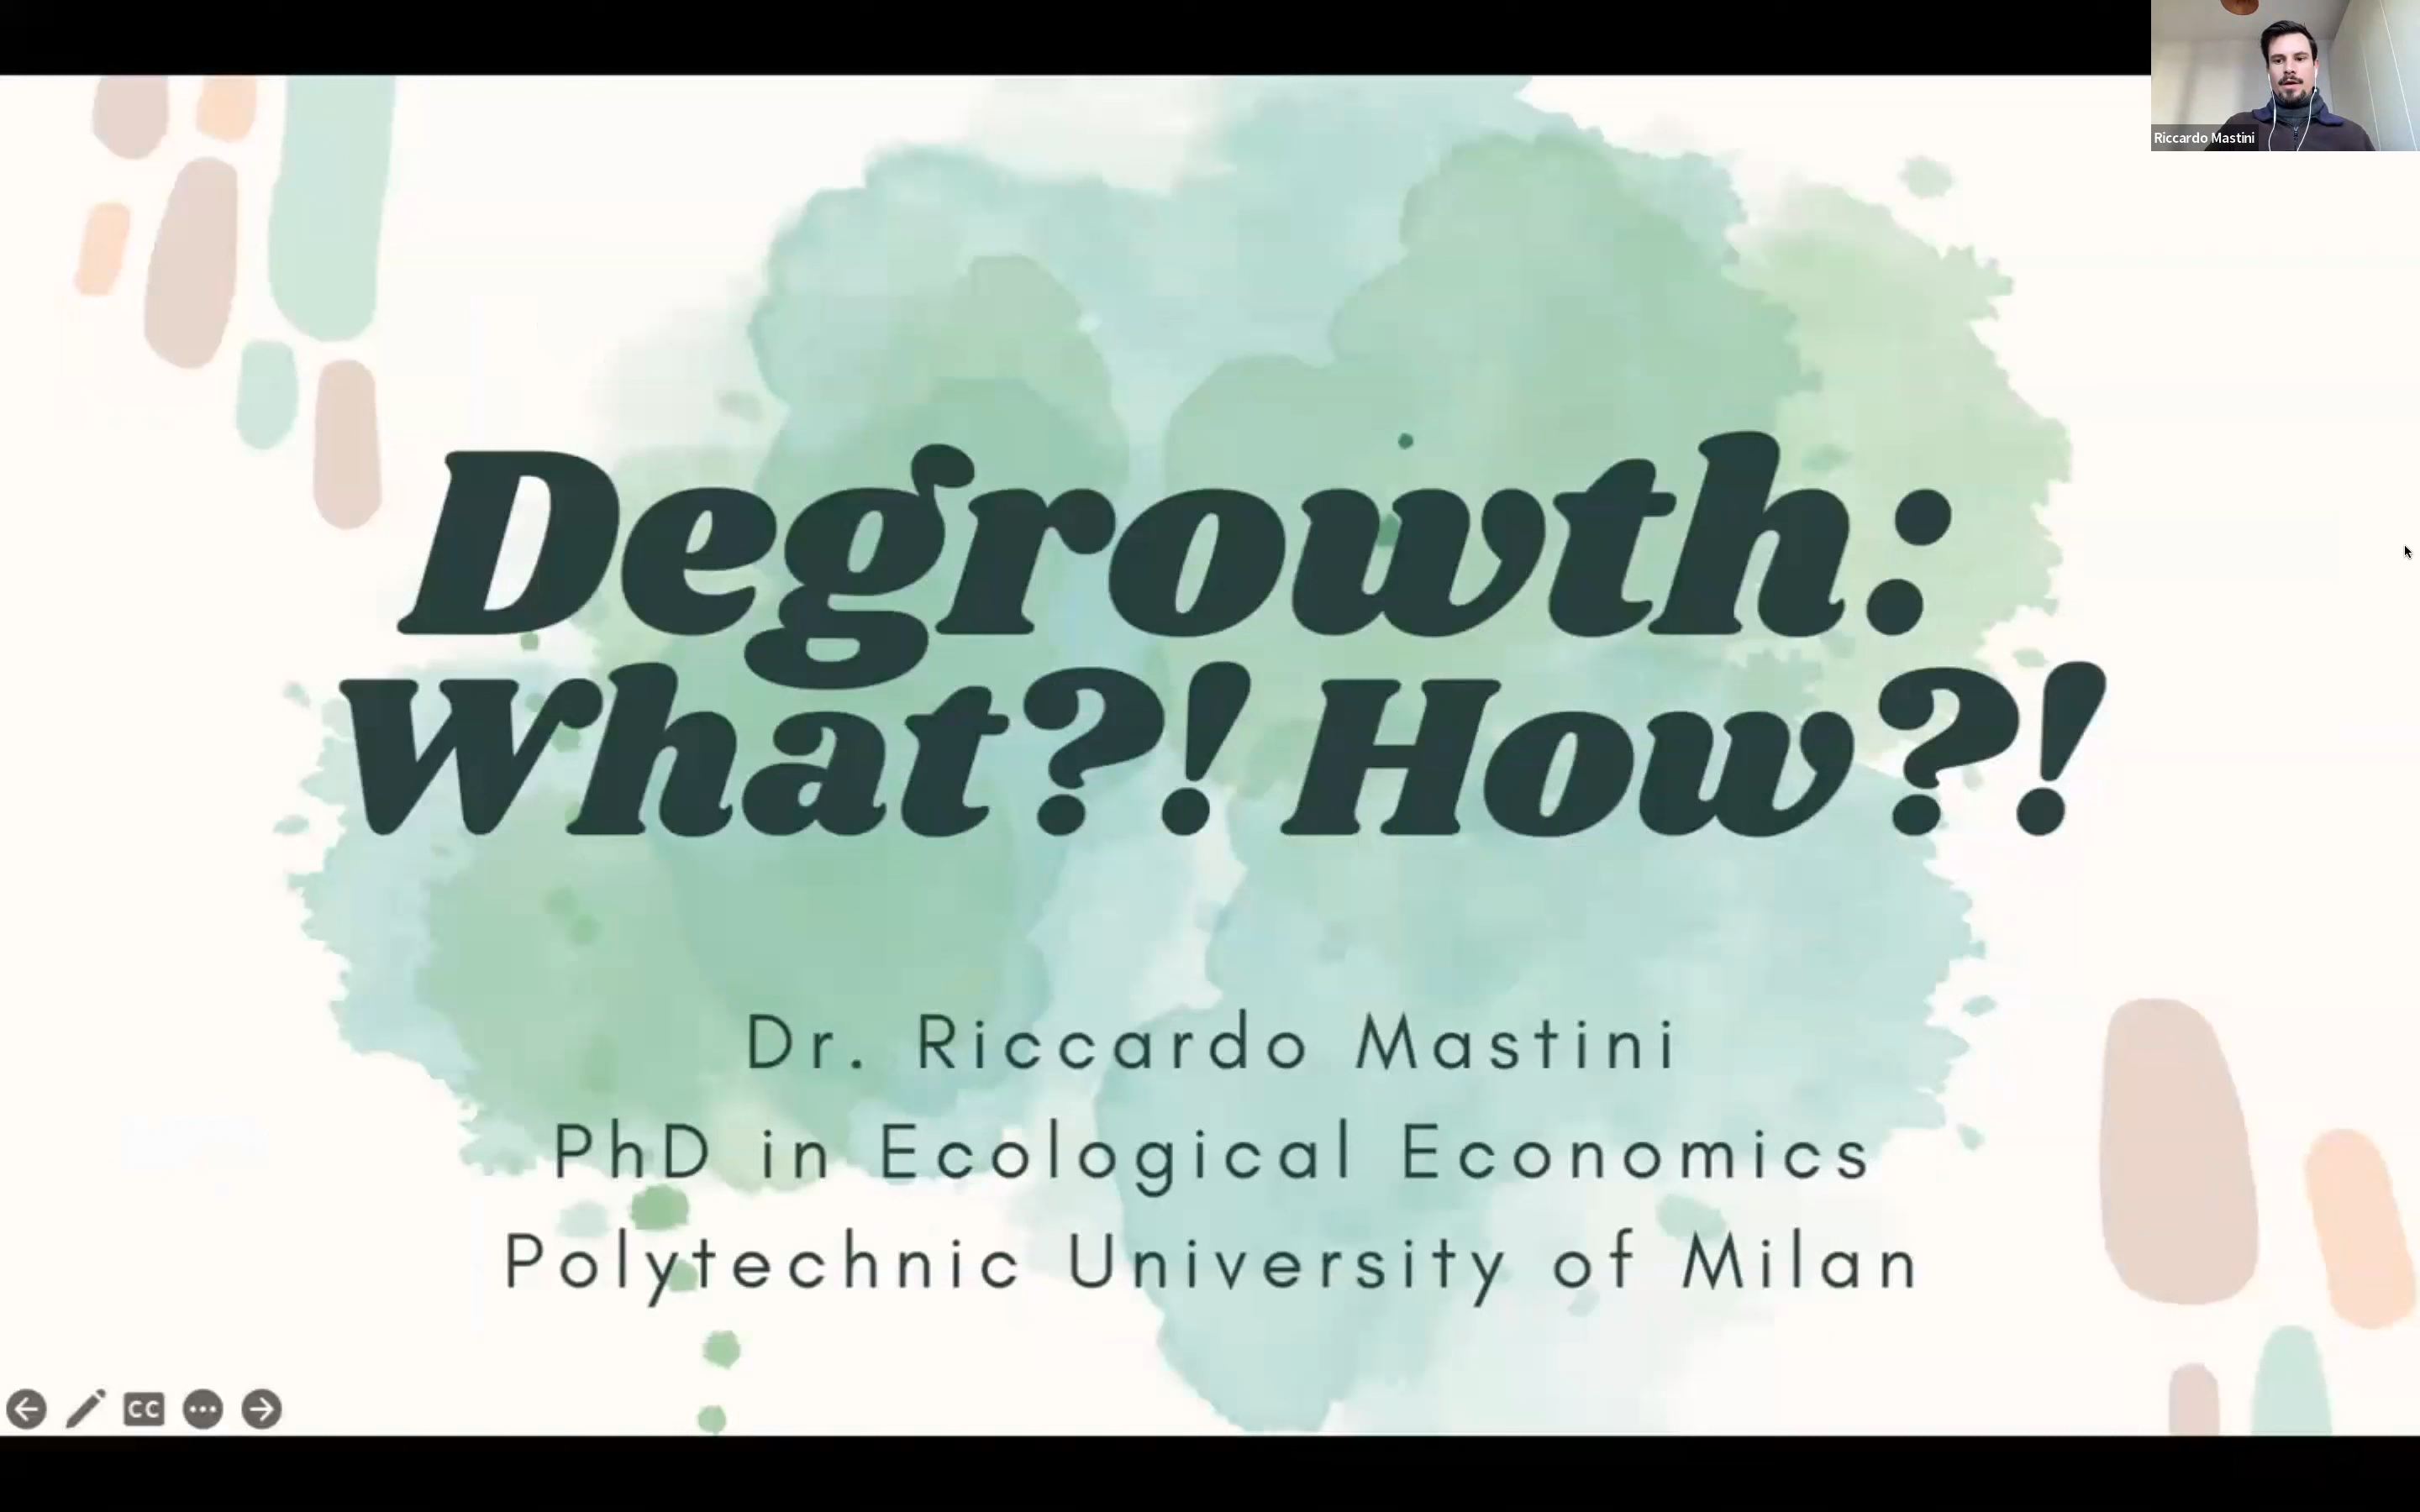 Riccardo Mastini
Degrowth:
What?! How?!
Dr. Riccardo Mastini
PhD in Ecological Economics
Polytechnic University of Milan
CC